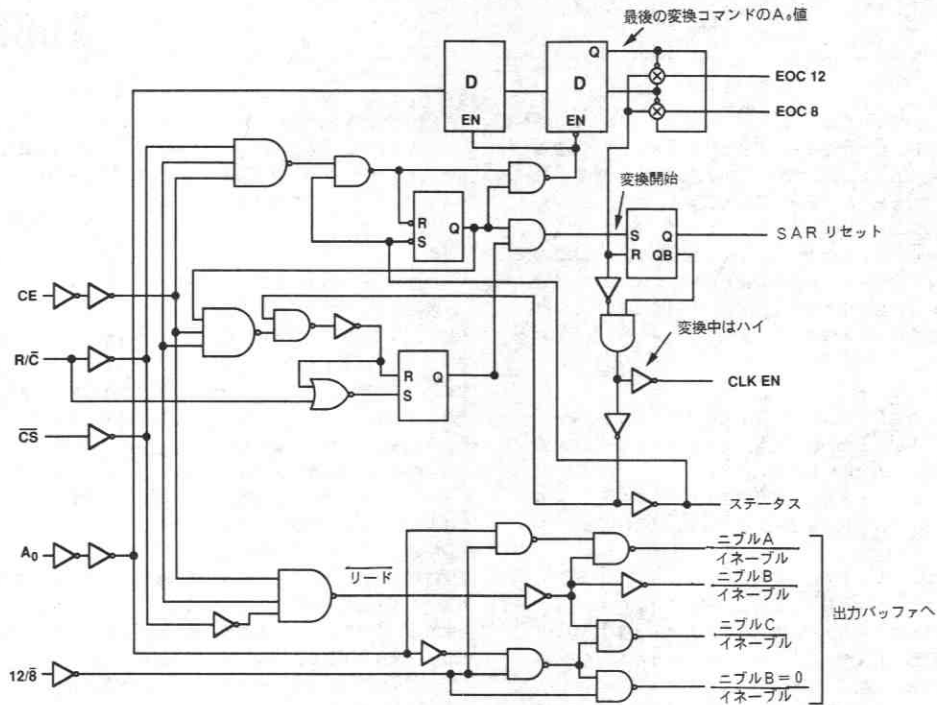 最後の変換コマンドのA₀値
Q
D
D
EOC 12
EN
EN
EOC 8
変換開始
R
Q
S
S
Q
SAR リセット
R
QB
CE
変換中はハイ
R/C̅
R
Q
CLK EN
S
C̅S̅
ステータス
A₀
リード
ニブルA
イネーブル
ニブルB
イネーブル
出力バッファへ
ニブルC
イネーブル
12/8̅
ニブルB=0
イネーブル